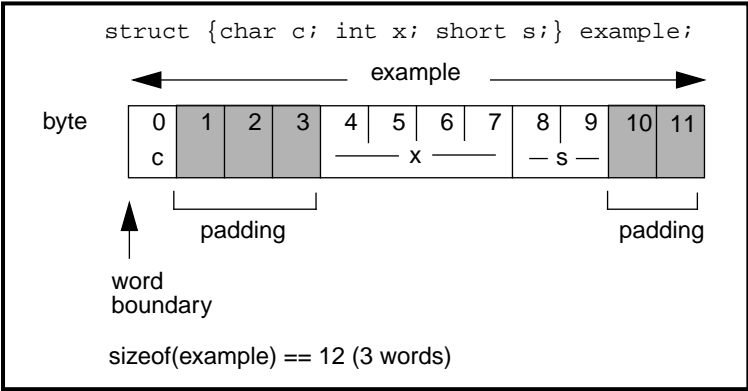 struct {char c; int x; short s;} example;
example
byte 0 1 2 3 4 5 6 7 8 9 10 11
c x s
padding padding
word
boundary
sizeof(example) == 12 (3 words)